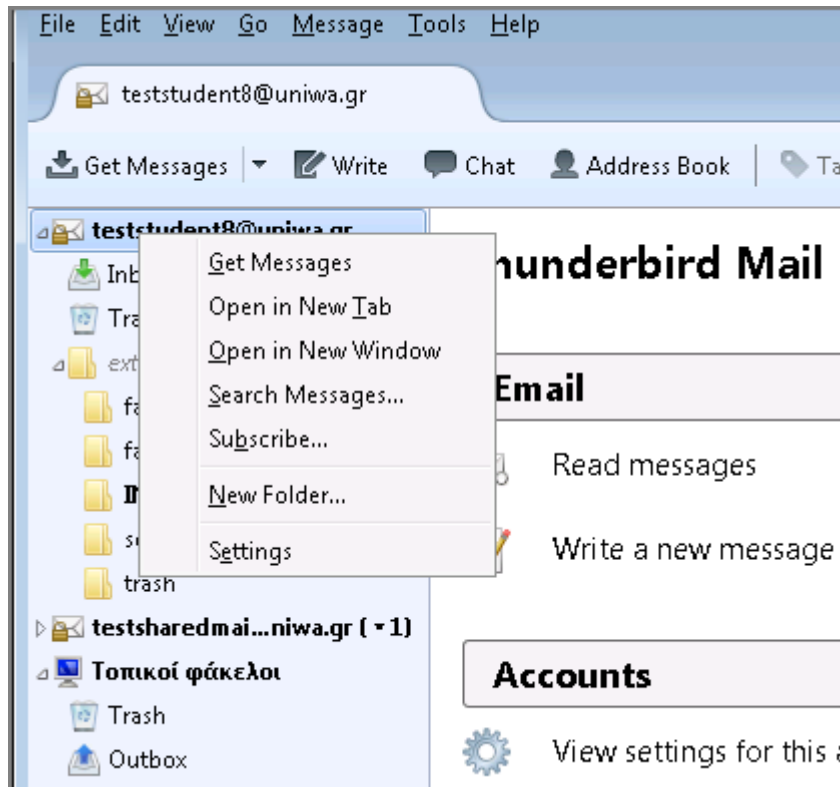 File Edit View Go Message Tools Help
teststudent8@uniwa.gr
Get Messages Write Chat Address Book
teststudent8@uniwa.gr
Get Messages
Open in New Tab
Open in New Window
Search Messages...
Subscribe...
New Folder...
Settings
trash
testsharedmai...niwa.gr (1)
Τοπικοί φάκελοι
Trash
Outbox
Mail
Email
Read messages
Write a new message
Accounts
View settings for this